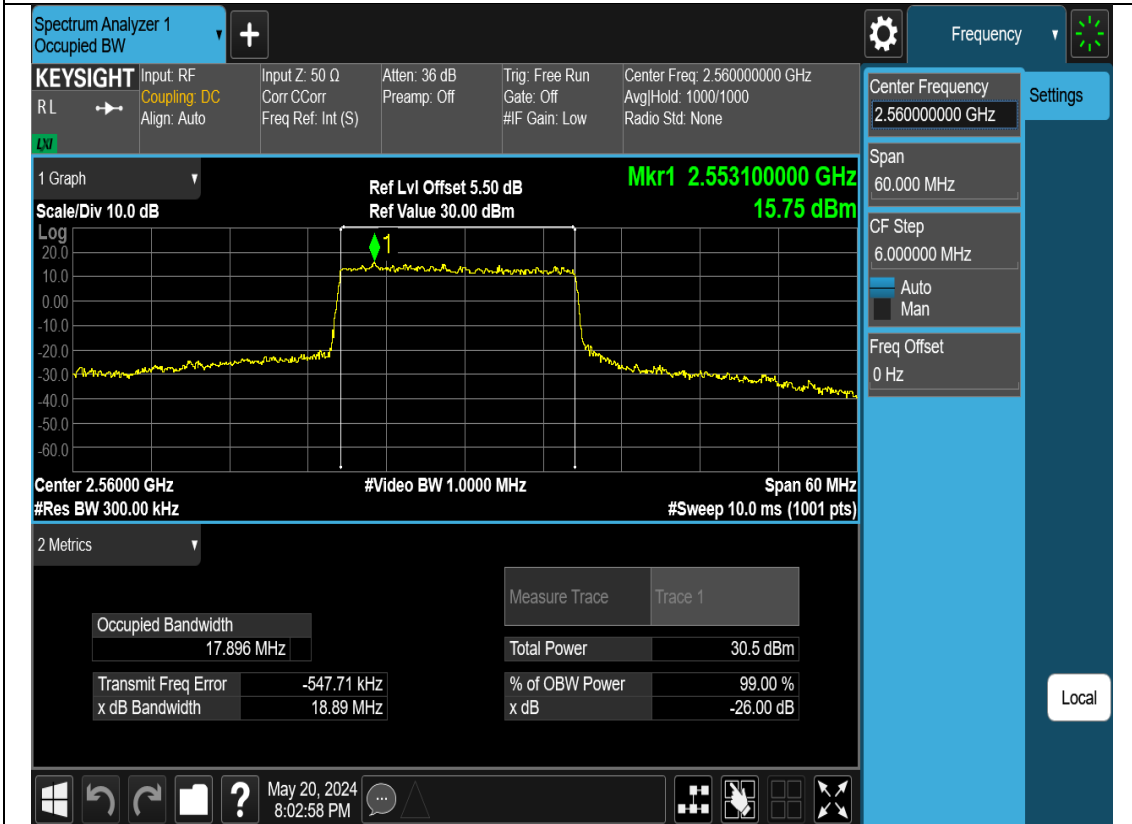 Spectrum Analyzer 1
Occupied BW
+
Frequency
KEYSIGHT
RL
LXI
Input: RF
Coupling: DC
Align: Auto
Input Z: 50 Ω
Corr CCorr
Freq Ref: Int (S)
Atten: 36 dB
Preamp: Off
Trig: Free Run
Gate: Off
#IF Gain: Low
Center Freq: 2.560000000 GHz
Avg|Hold: 1000/1000
Radio Std: None
Center Frequency
2.560000000 GHz
Settings
Span
60.000 MHz
CF Step
6.000000 MHz
Auto
Man
Freq Offset
0 Hz
Local
1 Graph
Scale/Div 10.0 dB
Ref Lvl Offset 5.50 dB
Ref Value 30.00 dBm
Mkr1 2.553100000 GHz
15.75 dBm
Log
1
20.0
10.0
0.00
-10.0
-20.0
-30.0
-40.0
-50.0
-60.0
Center 2.56000 GHz
#Video BW 1.0000 MHz
Span 60 MHz
#Res BW 300.00 kHz
#Sweep 10.0 ms (1001 pts)
2 Metrics
Measure Trace Trace 1
Occupied Bandwidth
17.896 MHz
Total Power 30.5 dBm
Transmit Freq Error -547.71 kHz
% of OBW Power 99.00 %
x dB Bandwidth 18.89 MHz
x dB -26.00 dB
?
May 20, 2024
8:02:58 PM